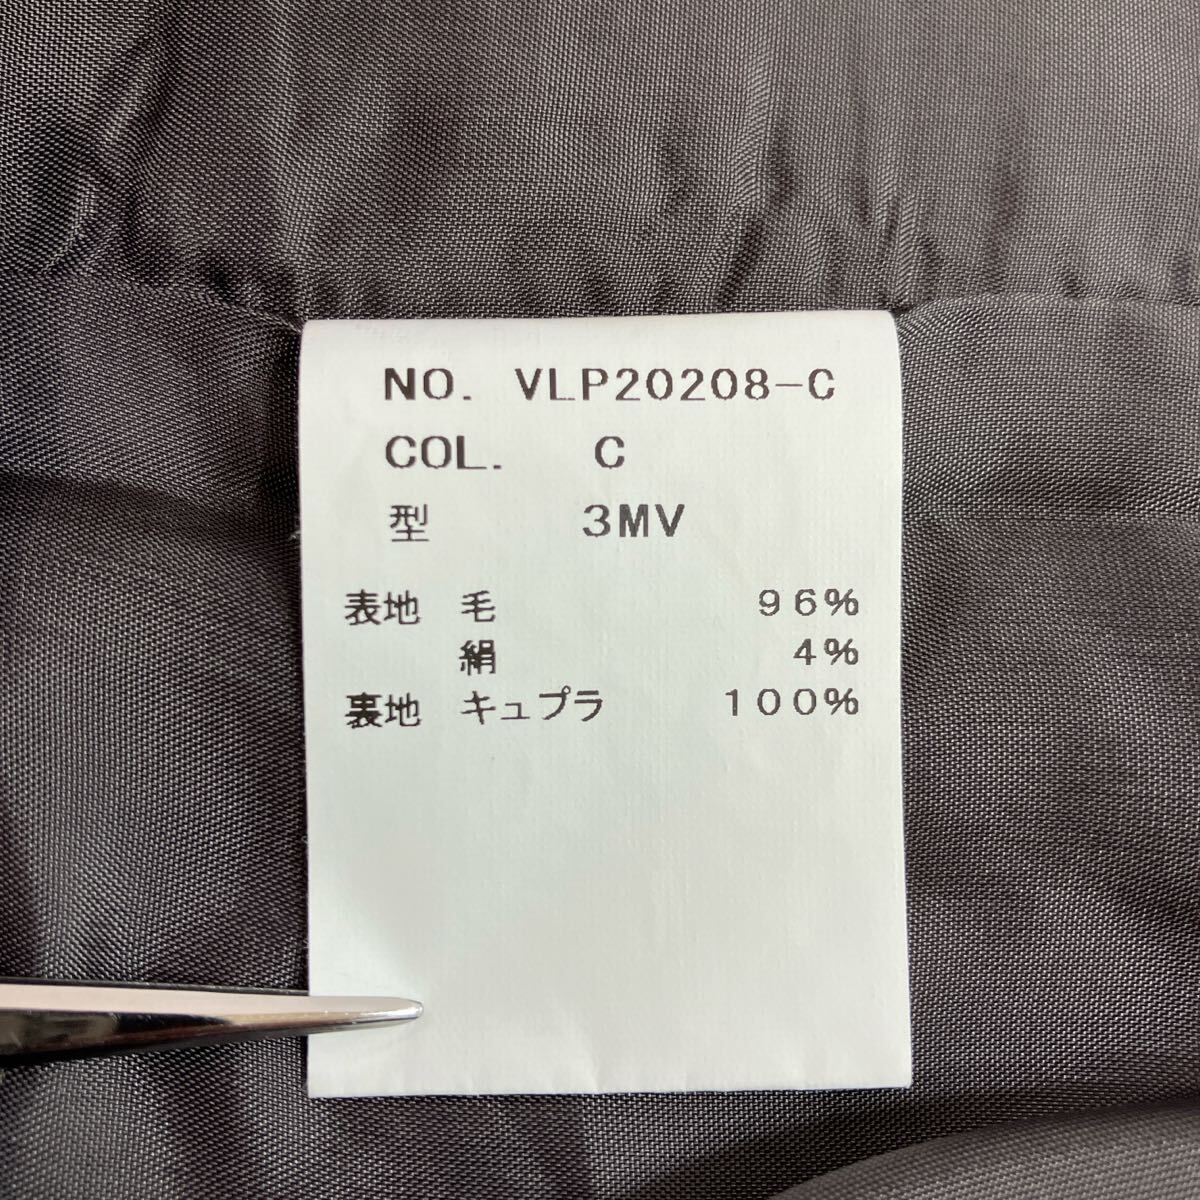 NO. VLP20208-C
COL. C
型 3MV
表地 毛 96%
絹 4%
裏地 キュプラ 100%